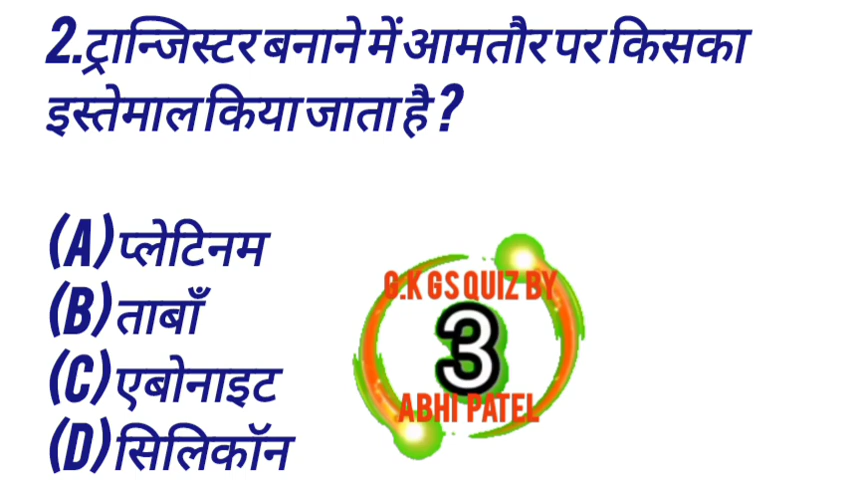 2.ट्रान्जिस्टर बनाने में आमतौर पर किसका
इस्तेमाल किया जाता है ?
(A) प्लेटिनम
(B) ताबाँ
(C) एबोनाइट
(D) सिलिकॉन
G.K GS QUIZ BY
3
ABHI PATEL